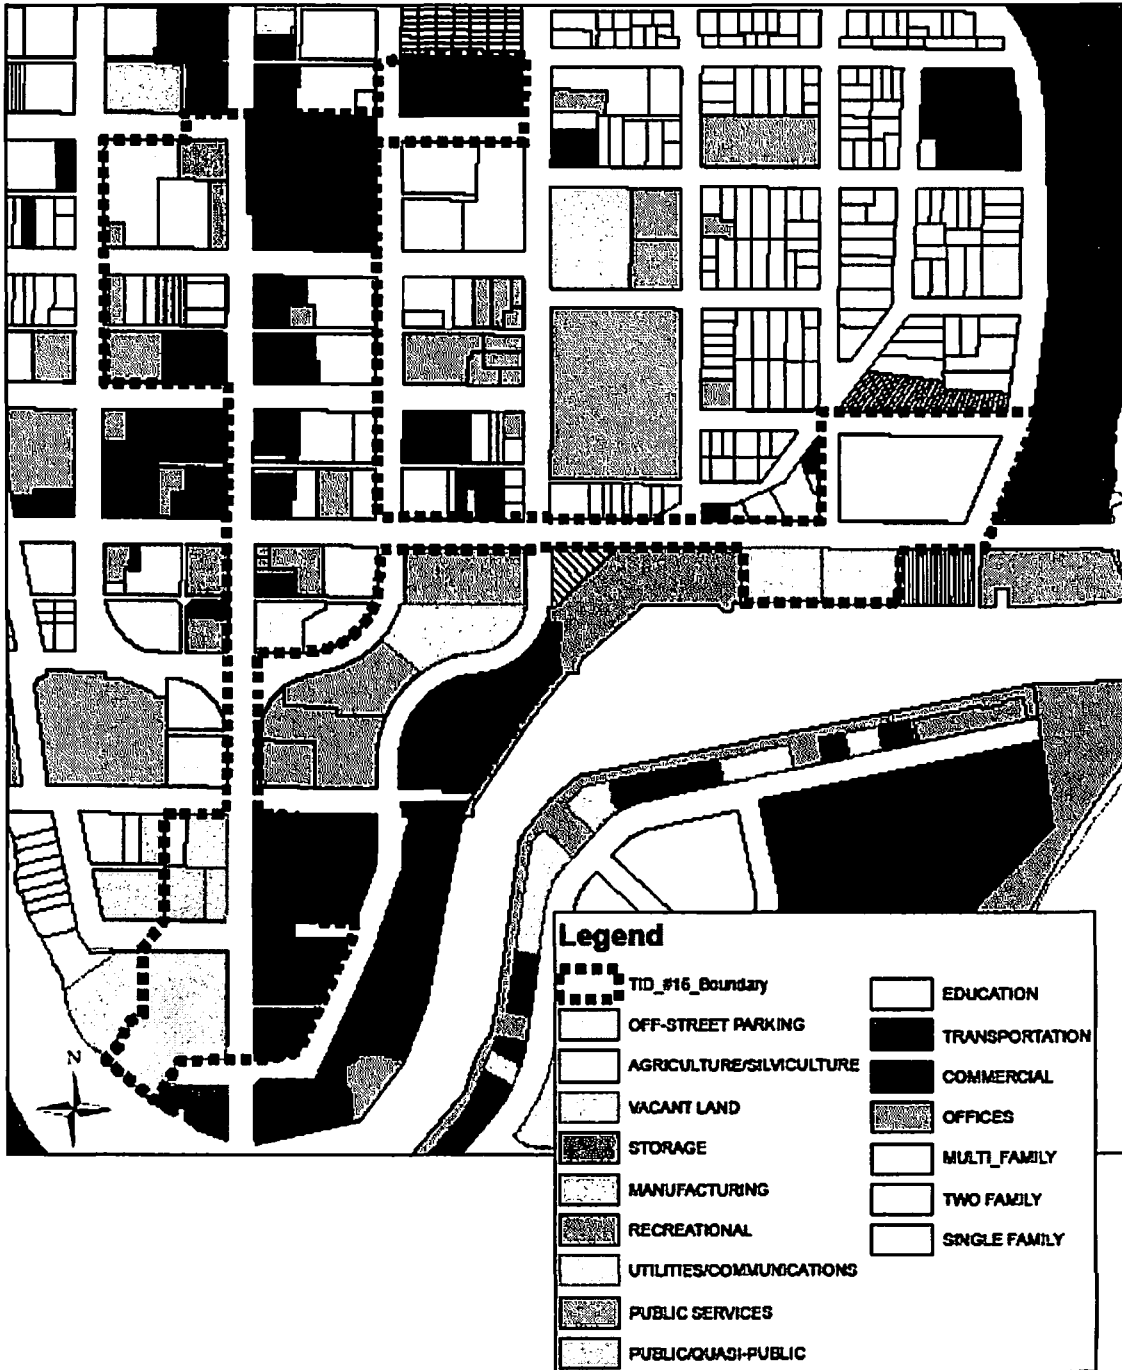 N
Legend
TID_#16_Boundary
OFF-STREET PARKING
AGRICULTURE/SILVICULTURE
VACANT LAND
STORAGE
MANUFACTURING
RECREATIONAL
UTILITIES/COMMUNICATIONS
PUBLIC SERVICES
PUBLIC/QUASI-PUBLIC
EDUCATION
TRANSPORTATION
COMMERCIAL
OFFICES
MULTI_FAMILY
TWO FAMILY
SINGLE FAMILY